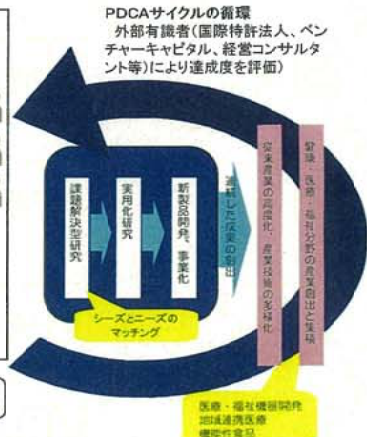 PDCAサイクルの循環
外部有識者(国際特許法人、ベン
チャーキャピタル、経営コンサルタ
ント等)により達成度を評価)
課題解決型研究
実用化研究
新製品開発、事業化
連続した成果の創出
従来産業の高度化、産業技術の多様化
健康・医療・福祉分野の産業創出と集積
シーズとニーズの
マッチング
医療・福祉機器開発
地域連携医療
機能性食品